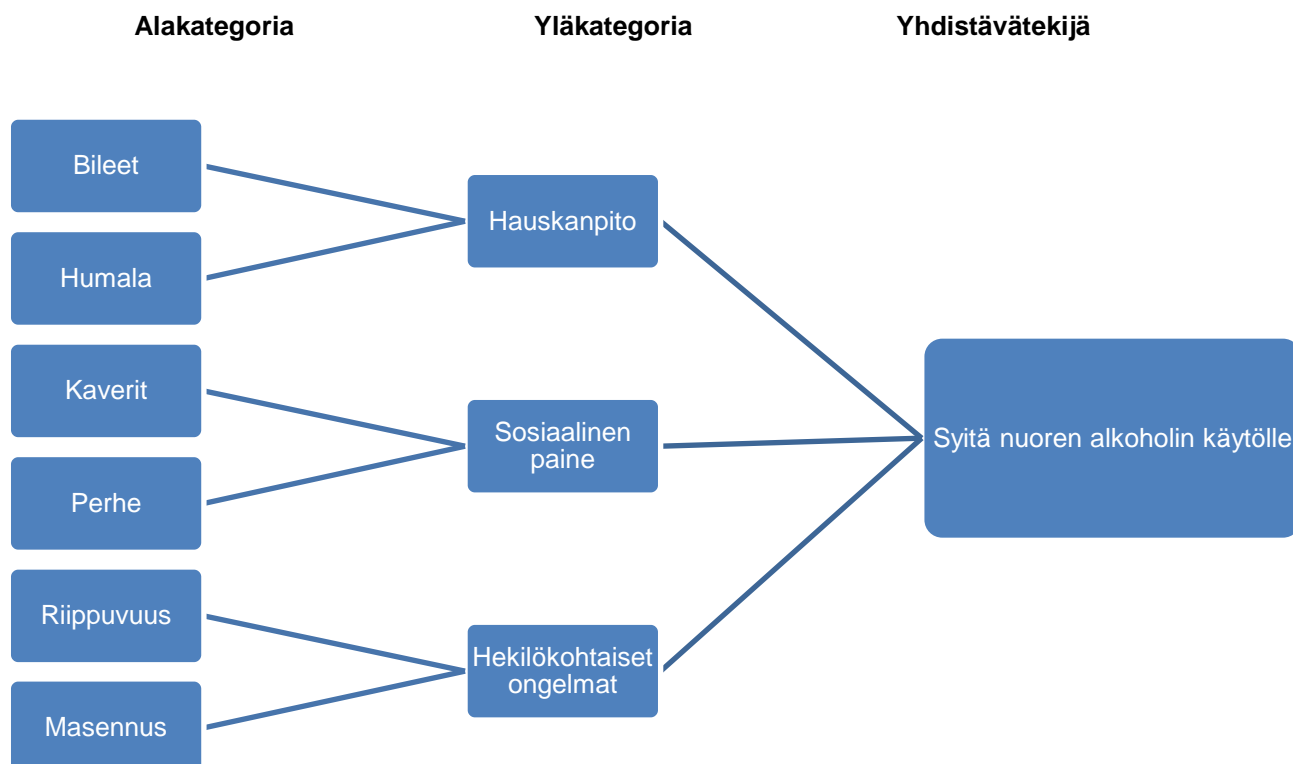 Alakategoria
Yläkategoria
Yhdistävätekijä
Bileet
Humala
Kaverit
Perhe
Riippuvuus
Masennus
Hauskanpito
Sosiaalinen
paine
Hekilökohtaiset
ongelmat
Syitä nuoren alkoholin käytölle